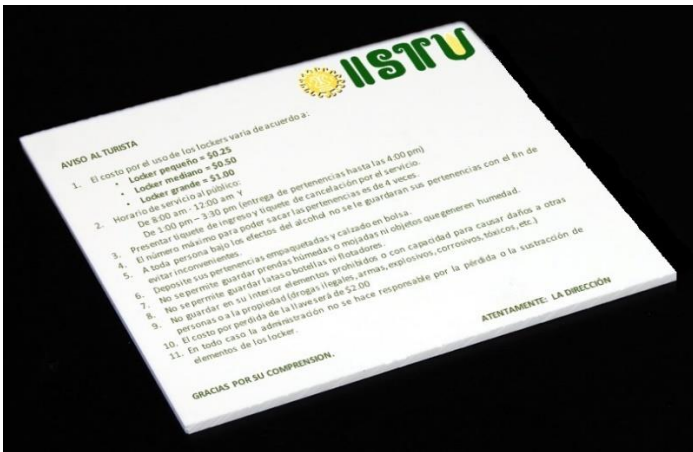 IISTU
AVISO AL TURISTA
1. El costo por el uso de los lockers varia de acuerdo a:
• Locker pequeño = $0.25
• Locker mediano = $0.50
• Locker grande = $1.00
2. Horario de servicio al público:
De 8:00 am - 12:00 am Y
De 1:00 pm – 3:30 pm (entrega de pertenencias hasta las 4:00 pm)
3. Presentar tiquete de ingreso y tiquete de cancelación por el servicio.
4. El número máximo para poder sacar las pertenencias es de 4 veces.
5. A toda persona bajo los efectos del alcohol no se le guardaran sus pertenencias con el fin de
evitar inconvenientes.
6. Deposite sus pertenencias empaquetadas y calzado en bolsa.
7. No se permite guardar prendas húmedas o mojadas ni objetos que generen humedad.
8. No se permite guardar latas o botellas ni flotadores.
9. No guardar en su interior elementos prohibidos o con capacidad para causar daños a otras
personas o a la propiedad (drogas ilegales, armas, explosivos, corrosivos, tóxicos, etc.)
10. El costo por perdida de la llave será de $2.00
11. En todo caso la administración no se hace responsable por la pérdida o la sustracción de
elementos de los locker.
ATENTAMENTE: LA DIRECCIÓN
GRACIAS POR SU COMPRENSION.